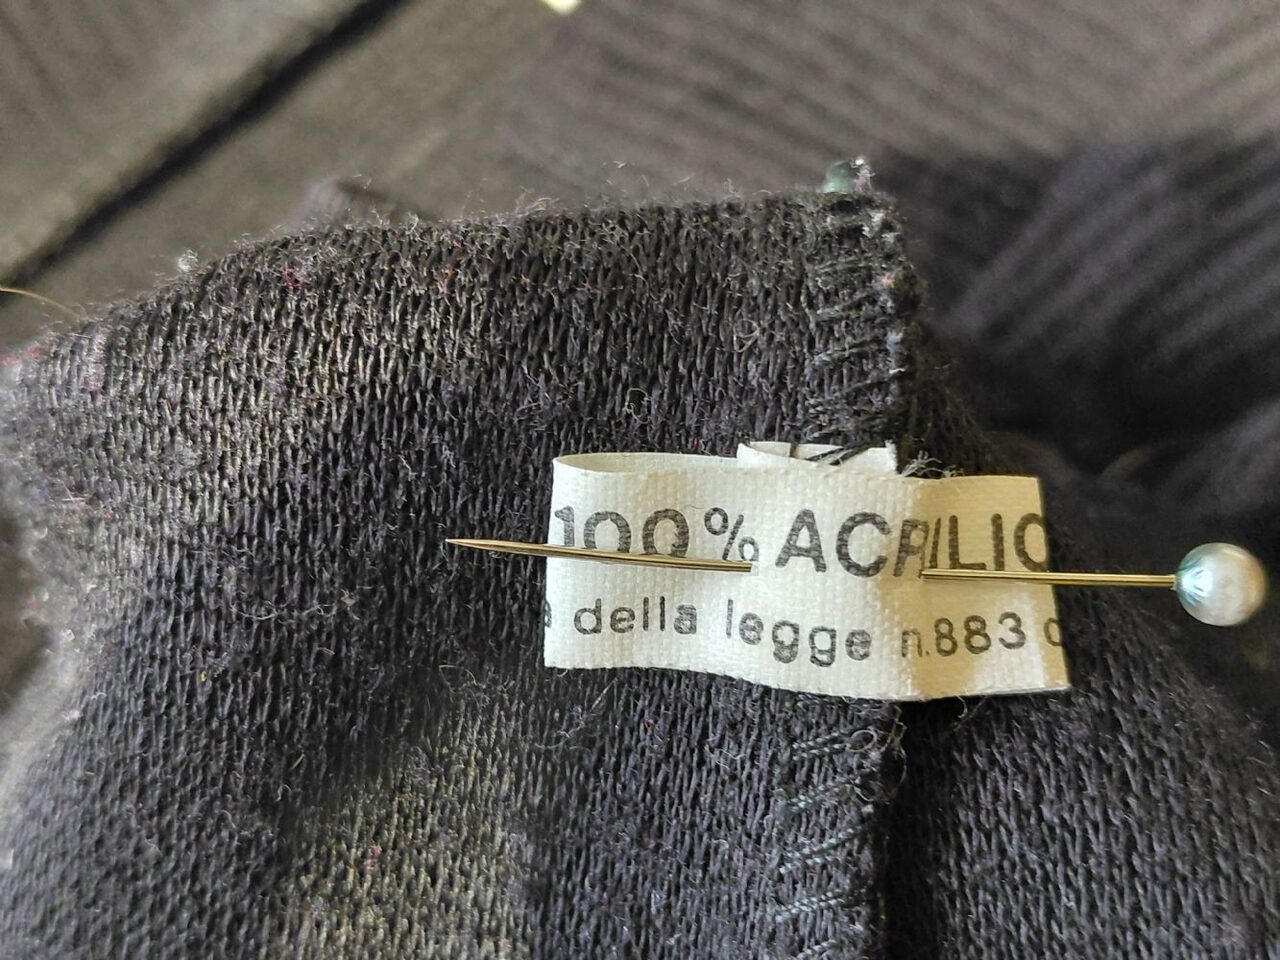 100% ACRILIC
della legge n.883